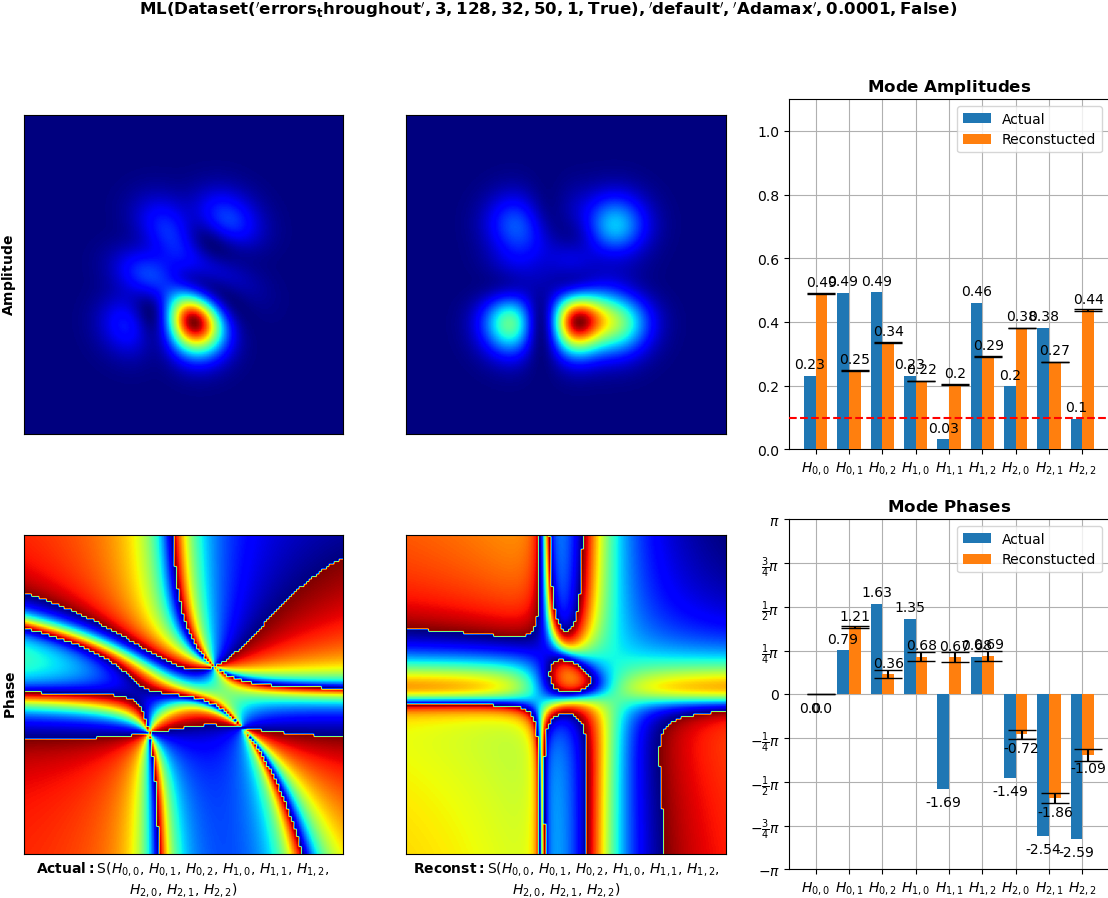 ML(Dataset(′errors_throughout′, 3, 128, 32, 50, 1, True), ′default′, ′Adamax′, 0.0001, False)
Amplitude
Mode Amplitudes
Actual
Reconstucted
1.0
0.8
0.6
0.4
0.2
0.0
0.23 0.49 0.49 0.25 0.49 0.34 0.23 0.22 0.03 0.2 0.46 0.29 0.2 0.38 0.38 0.27 0.1 0.44
H0,0 H0,1 H0,2 H1,0 H1,1 H1,2 H2,0 H2,1 H2,2
Phase
Actual: S(H0,0, H0,1, H0,2, H1,0, H1,1, H1,2,
H2,0, H2,1, H2,2)
Reconst: S(H0,0, H0,1, H0,2, H1,0, H1,1, H1,2,
H2,0, H2,1, H2,2)
Mode Phases
Actual
Reconstucted
π
3/4π
1/2π
1/4π
0
−1/4π
−1/2π
−3/4π
−π
0.0 0.0 0.79 1.21 1.63 0.36 1.35 0.68 -1.69 0.67 0.68 0.69 -1.49 -0.72 -2.54 -1.86 -2.59 -1.09
H0,0 H0,1 H0,2 H1,0 H1,1 H1,2 H2,0 H2,1 H2,2